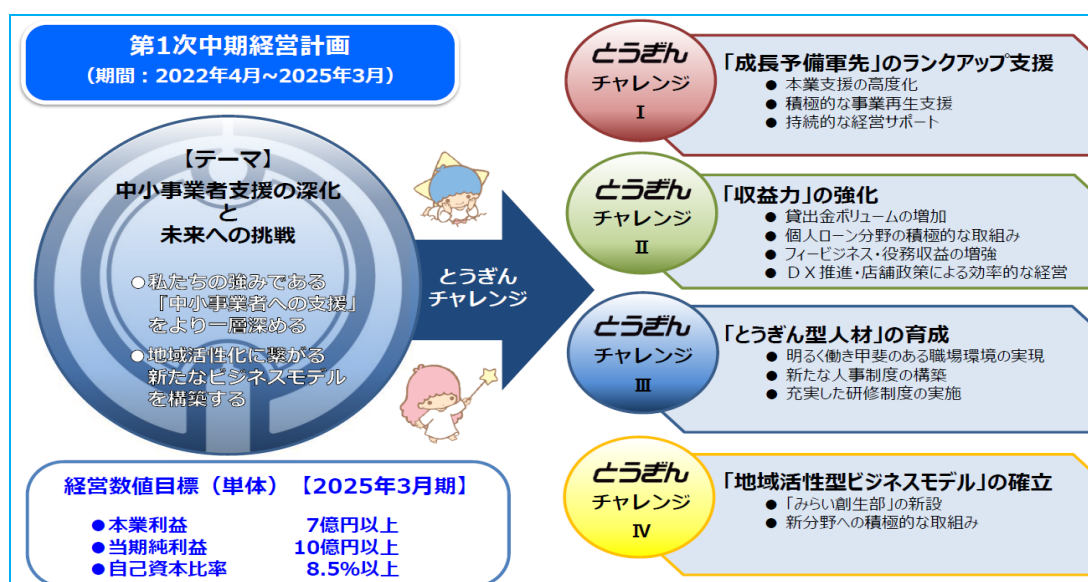 第1次中期経営計画
（期間：2022年4月~2025年3月）
【テーマ】
中小事業者支援の深化
と
未来への挑戦
●私たちの強みである
『中小事業者への支援』
をより一層深める
●地域活性化に繋がる
新たなビジネスモデル
を構築する
とうぎん
チャレンジ
経営数値目標（単体）【2025年3月期】
●本業利益 7億円以上
●当期純利益 10億円以上
●自己資本比率 8.5%以上
とうぎん
チャレンジ
Ⅰ
「成長予備軍先」のランクアップ支援
● 本業支援の高度化
● 積極的な事業再生支援
● 持続的な経営サポート
とうぎん
チャレンジ
Ⅱ
「収益力」の強化
● 貸出金ボリュームの増加
● 個人ローン分野の積極的な取組み
● フィービジネス・役務収益の増強
● ＤＸ推進・店舗政策による効率的な経営
とうぎん
チャレンジ
Ⅲ
「とうぎん型人材」の育成
● 明るく働き甲斐のある職場環境の実現
● 新たな人事制度の構築
● 充実した研修制度の実施
とうぎん
チャレンジ
Ⅳ
「地域活性型ビジネスモデル」の確立
● 「みらい創生部」の新設
● 新分野への積極的な取組み